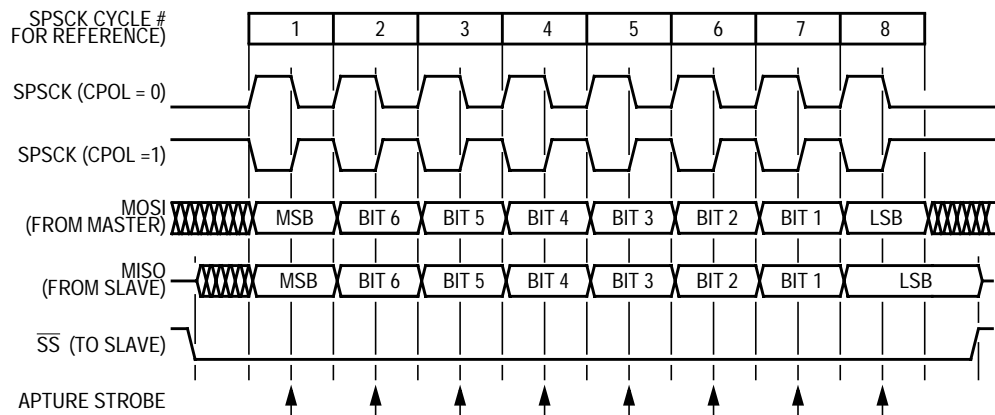 SPSCK CYCLE #
FOR REFERENCE)
1 2 3 4 5 6 7 8
SPSCK (CPOL = 0)
SPSCK (CPOL =1)
MOSI
(FROM MASTER)
MSB BIT 6 BIT 5 BIT 4 BIT 3 BIT 2 BIT 1 LSB
MISO
(FROM SLAVE)
MSB BIT 6 BIT 5 BIT 4 BIT 3 BIT 2 BIT 1 LSB
SS (TO SLAVE)
APTURE STROBE